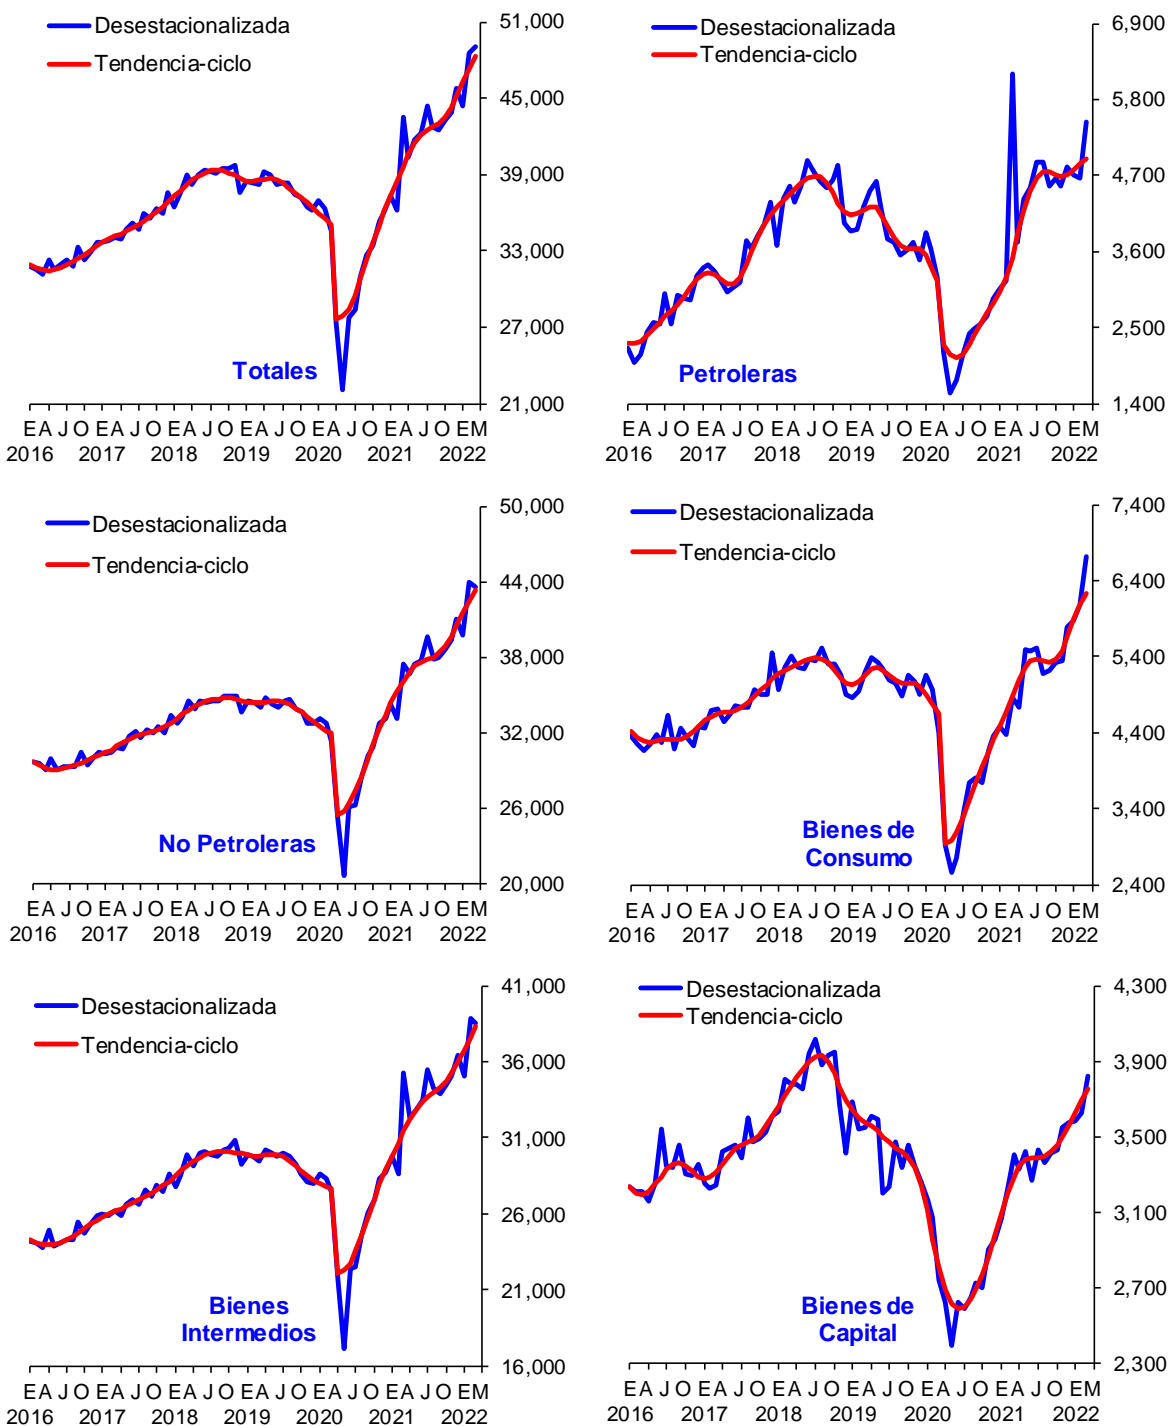 Desestacionalizada
Tendencia-ciclo
51,000
45,000
39,000
33,000
27,000
21,000
Totales
E A J O E A J O E A J O E A J O E A J O E A J O EM
2016 2017 2018 2019 2020 2021 2022
Desestacionalizada
Tendencia-ciclo
6,900
5,800
4,700
3,600
2,500
1,400
Petroleras
E A J O E A J O E A J O E A J O E A J O E A J O EM
2016 2017 2018 2019 2020 2021 2022
Desestacionalizada
Tendencia-ciclo
50,000
44,000
38,000
32,000
26,000
20,000
No Petroleras
E A J O E A J O E A J O E A J O E A J O E A J O EM
2016 2017 2018 2019 2020 2021 2022
Desestacionalizada
Tendencia-ciclo
7,400
6,400
5,400
4,400
3,400
2,400
Bienes de
Consumo
E A J O E A J O E A J O E A J O E A J O E A J O EM
2016 2017 2018 2019 2020 2021 2022
Desestacionalizada
Tendencia-ciclo
41,000
36,000
31,000
26,000
21,000
16,000
Bienes
Intermedios
E A J O E A J O E A J O E A J O E A J O E A J O EM
2016 2017 2018 2019 2020 2021 2022
Desestacionalizada
Tendencia-ciclo
4,300
3,900
3,500
3,100
2,700
2,300
Bienes de
Capital
E A J O E A J O E A J O E A J O E A J O E A J O EM
2016 2017 2018 2019 2020 2021 2022